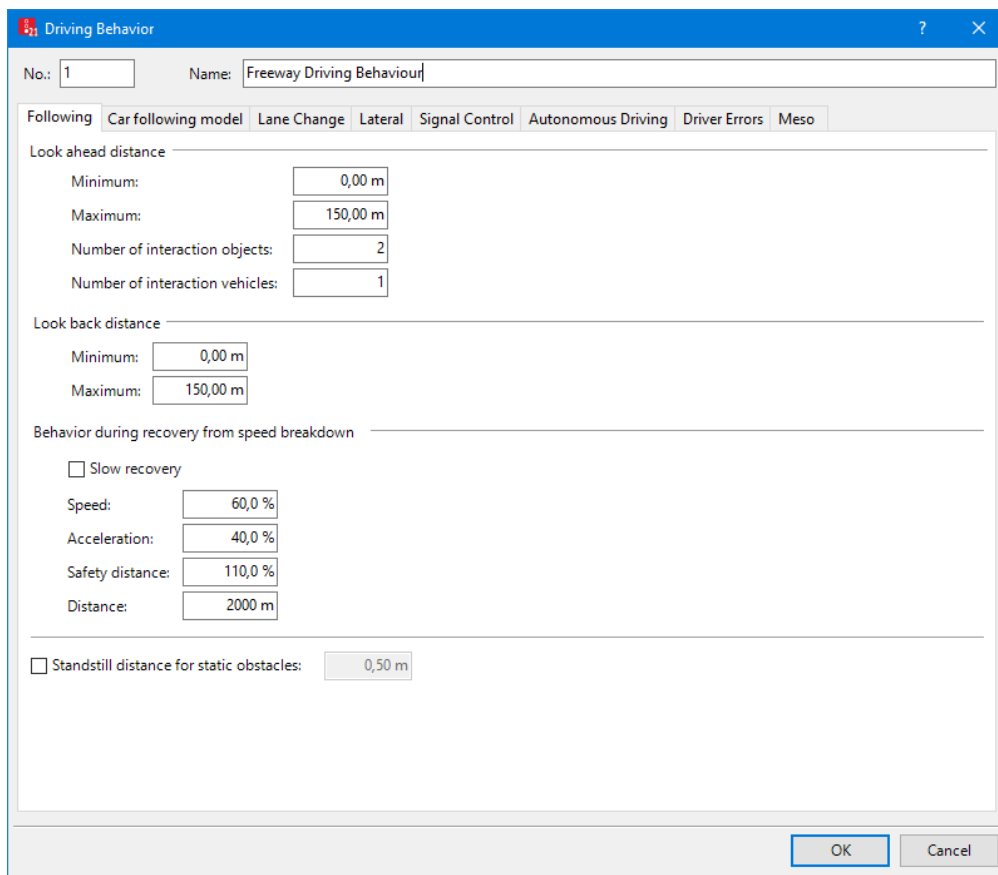 21 Driving Behavior ?
No.: 1 Name: Freeway Driving Behaviour
Following Car following model Lane Change Lateral Signal Control Autonomous Driving Driver Errors Meso
Look ahead distance
Minimum: 0,00 m
Maximum: 150,00 m
Number of interaction objects: 2
Number of interaction vehicles: 1
Look back distance
Minimum: 0,00 m
Maximum: 150,00 m
Behavior during recovery from speed breakdown
Slow recovery
Speed: 60,0 %
Acceleration: 40,0 %
Safety distance: 110,0 %
Distance: 2000 m
Standstill distance for static obstacles: 0,50 m
OK Cancel